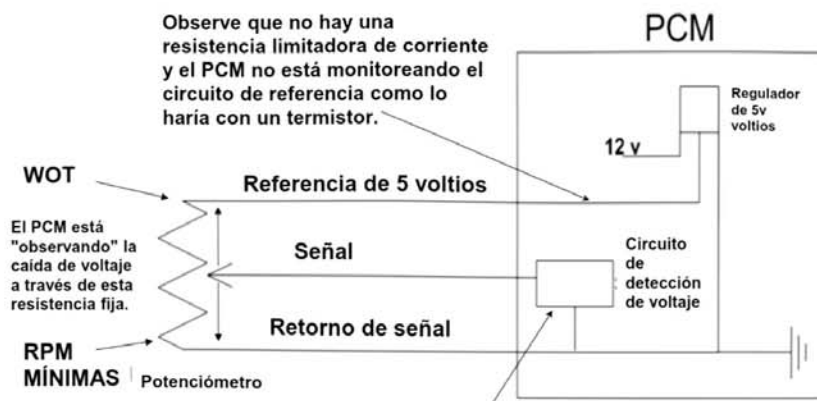 Observe que no hay una
resistencia limitadora de corriente
y el PCM no está monitoreando el
circuito de referencia como lo
haría con un termistor.
PCM
Regulador
de 5v
voltios
12 v
WOT
Referencia de 5 voltios
El PCM está
"observando" la
caída de voltaje
a través de esta
resistencia fija.
Señal
Circuito
de
detección
de voltaje
Retorno de señal
RPM
MÍNIMAS
Potenciómetro